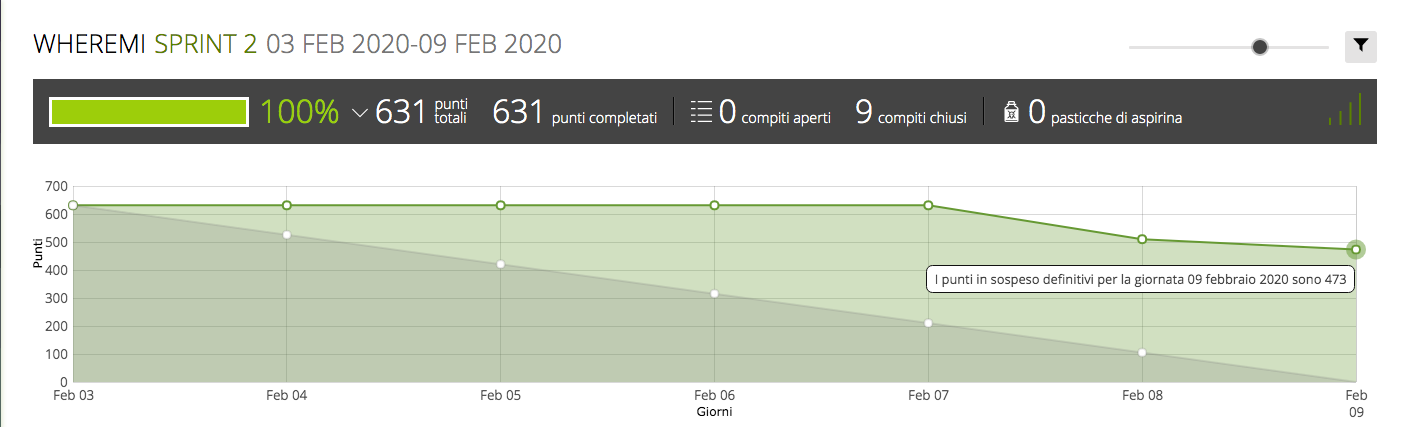 WHEREMI SPRINT 2 03 FEB 2020-09 FEB 2020
100% 631 punti totali 631 punti completati 0 compiti aperti 9 compiti chiusi 0 pasticche di aspirina
700
600
500
400
300
200
100
0
Punti
I punti in sospeso definitivi per la giornata 09 febbraio 2020 sono 473
Feb 03 Feb 04 Feb 05 Feb 06 Feb 07 Feb 08 Feb 09
Giorni